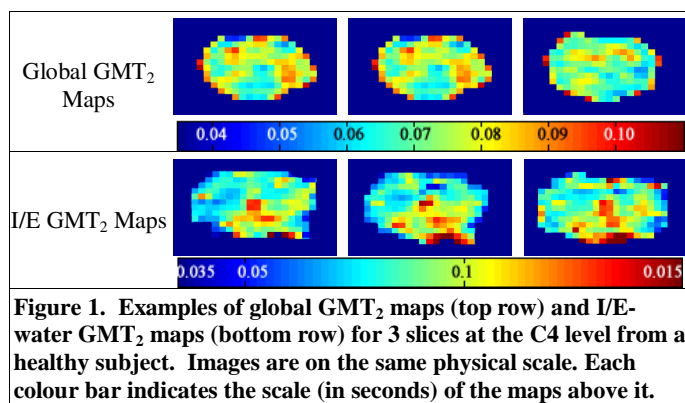 Global GMT2
Maps
0.04 0.05 0.06 0.07 0.08 0.09 0.10
I/E GMT2 Maps
0.035 0.05 0.1 0.015
Figure 1. Examples of global GMT2 maps (top row) and I/E-
water GMT2 maps (bottom row) for 3 slices at the C4 level from a
healthy subject. Images are on the same physical scale. Each
colour bar indicates the scale (in seconds) of the maps above it.